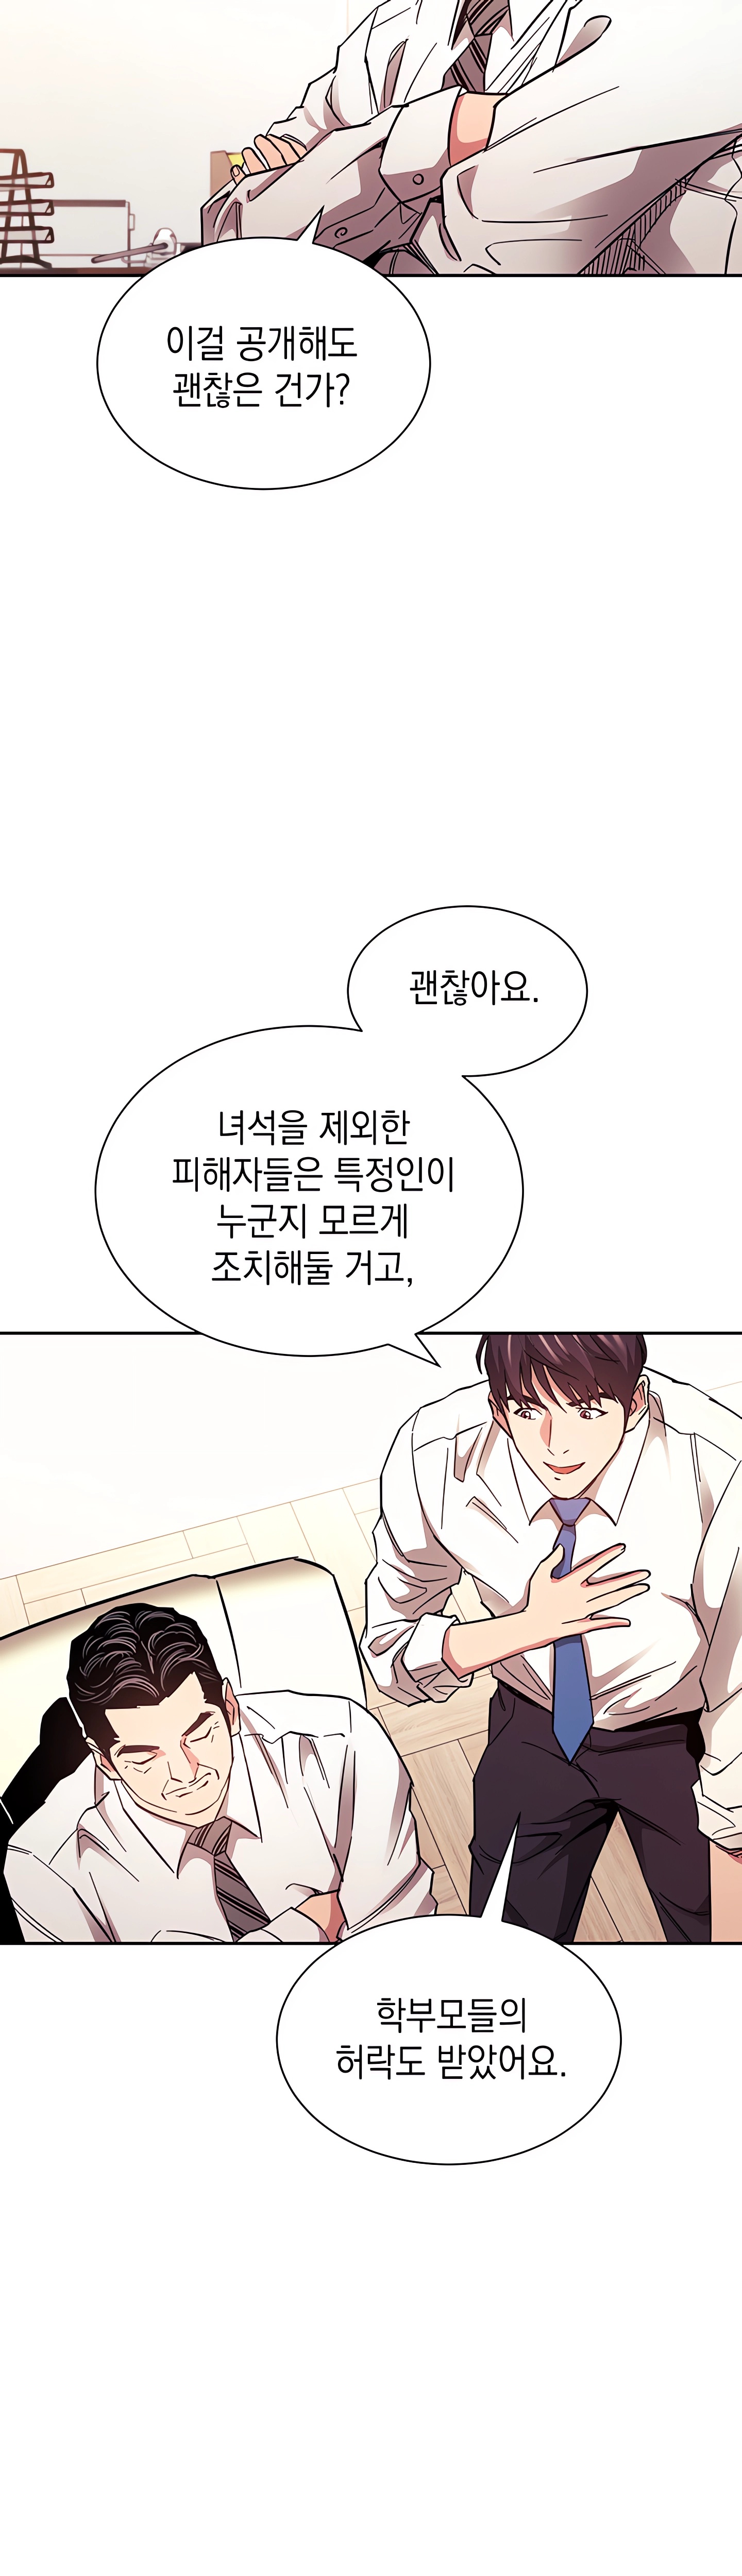 이걸 공개해도
괜찮은 건가?
괜찮아요.
녀석을 제외한
피해자들은 특정인이
누군지 모르게
조치해둘 거고,
학부모들의
허락도 받았어요.